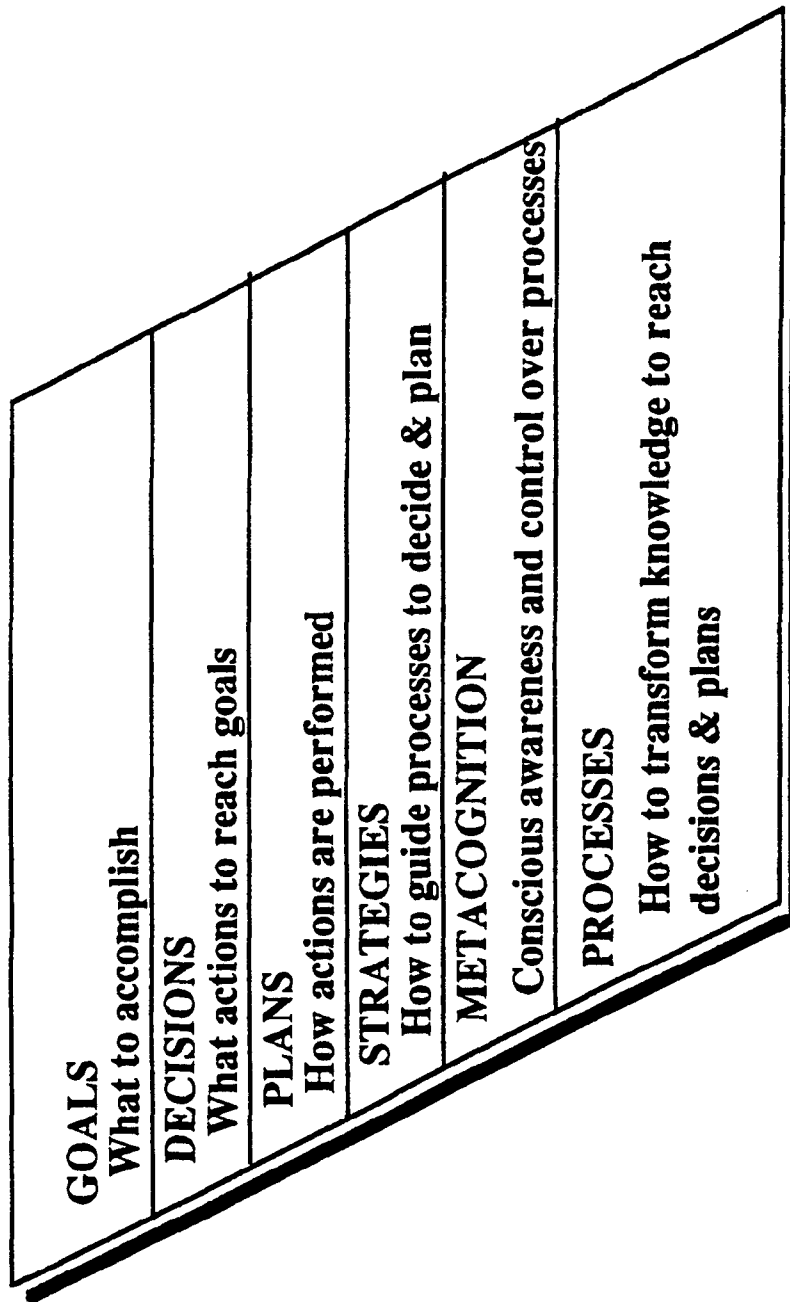 GOALS
What to accomplish
DECISIONS
What actions to reach goals
PLANS
How actions are performed
STRATEGIES
How to guide processes to decide & plan
METACOGNITION
Conscious awareness and control over processes
PROCESSES
How to transform knowledge to reach
decisions & plans